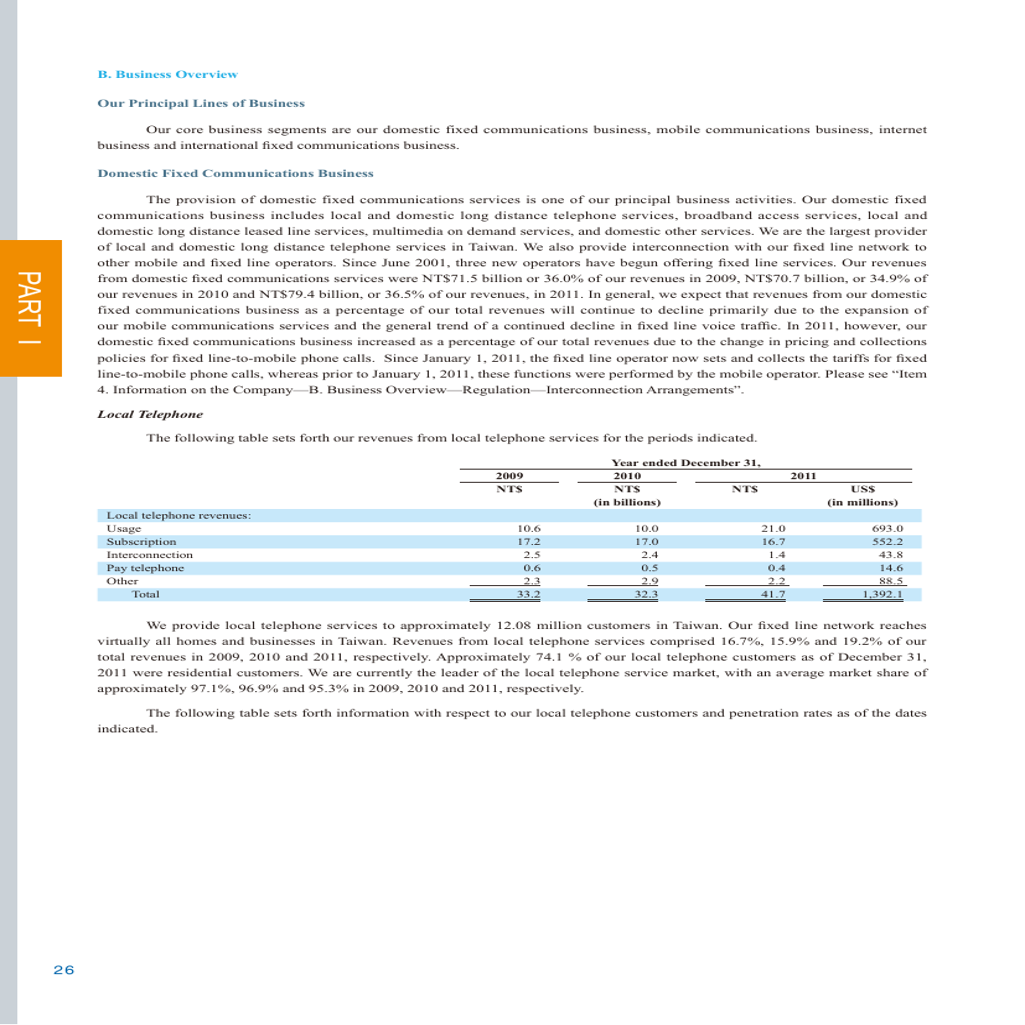 B. Business Overview
Our Principal Lines of Business
Our core business segments are our domestic fixed communications business, mobile communications business, internet
business and international fixed communications business.
Domestic Fixed Communications Business
The provision of domestic fixed communications services is one of our principal business activities. Our domestic fixed
communications business includes local and domestic long distance telephone services, broadband access services, local and
domestic long distance leased line services, multimedia on demand services, and domestic other services. We are the largest provider
of local and domestic long distance telephone services in Taiwan. We also provide interconnection with our fixed line network to
other mobile and fixed line operators. Since June 2001, three new operators have begun offering fixed line services. Our revenues
from domestic fixed communications services were NT$71.5 billion or 36.0% of our revenues in 2009, NT$70.7 billion, or 34.9% of
our revenues in 2010 and NT$79.4 billion, or 36.5% of our revenues, in 2011. In general, we expect that revenues from our domestic
fixed communications business as a percentage of our total revenues will continue to decline primarily due to the expansion of
our mobile communications services and the general trend of a continued decline in fixed line voice traffic. In 2011, however, our
domestic fixed communications business increased as a percentage of our total revenues due to the change in pricing and collections
policies for fixed line-to-mobile phone calls. Since January 1, 2011, the fixed line operator now sets and collects the tariffs for fixed
line-to-mobile phone calls, whereas prior to January 1, 2011, these functions were performed by the mobile operator. Please see “Item
4. Information on the Company—B. Business Overview—Regulation—Interconnection Arrangements”.
PART I
Local Telephone
The following table sets forth our revenues from local telephone services for the periods indicated.
Year ended December 31,
2009 2010 2011
NT$ NT$ NT$ US$
(in billions) (in millions)
Local telephone revenues:
Usage 10.6 10.0 21.0 693.0
Subscription 17.2 17.0 16.7 552.2
Interconnection 2.5 2.4 1.4 43.8
Pay telephone 0.6 0.5 0.4 14.6
Other 2.3 2.9 2.2 88.5
Total 33.2 32.3 41.7 1,392.1
We provide local telephone services to approximately 12.08 million customers in Taiwan. Our fixed line network reaches
virtually all homes and businesses in Taiwan. Revenues from local telephone services comprised 16.7%, 15.9% and 19.2% of our
total revenues in 2009, 2010 and 2011, respectively. Approximately 74.1 % of our local telephone customers as of December 31,
2011 were residential customers. We are currently the leader of the local telephone service market, with an average market share of
approximately 97.1%, 96.9% and 95.3% in 2009, 2010 and 2011, respectively.
The following table sets forth information with respect to our local telephone customers and penetration rates as of the dates
indicated.
26